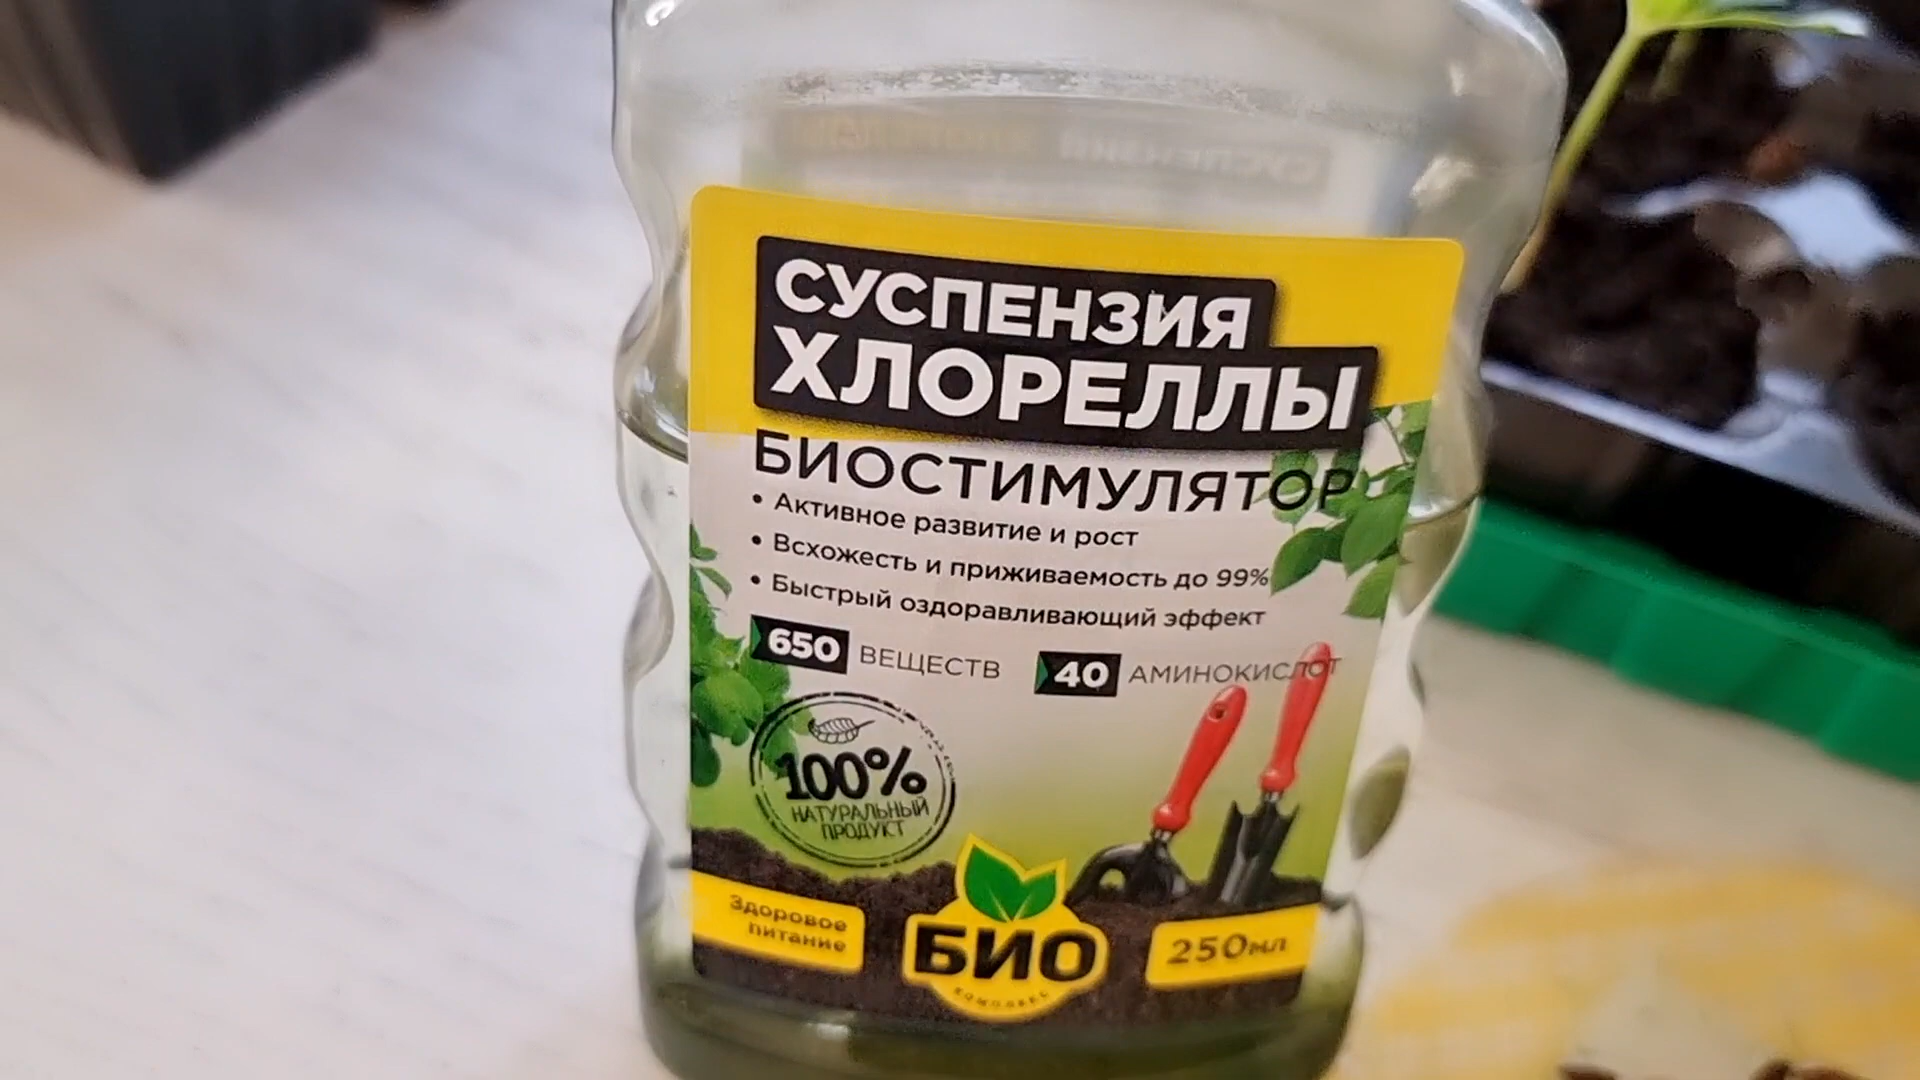 СУСПЕНЗИЯ
ХЛОРЕЛЛЫ
БИОСТИМУЛЯТОР
• Активное развитие и рост
• Всхожесть и приживаемость до 99%
• Быстрый оздоравливающий эффект
650 ВЕЩЕСТВ 40 АМИНОКИСЛОТ
100%
НАТУРАЛЬНЫЙ
ПРОДУКТ
Здоровое
питание
БИО
КОМПЛЕКС
250мл